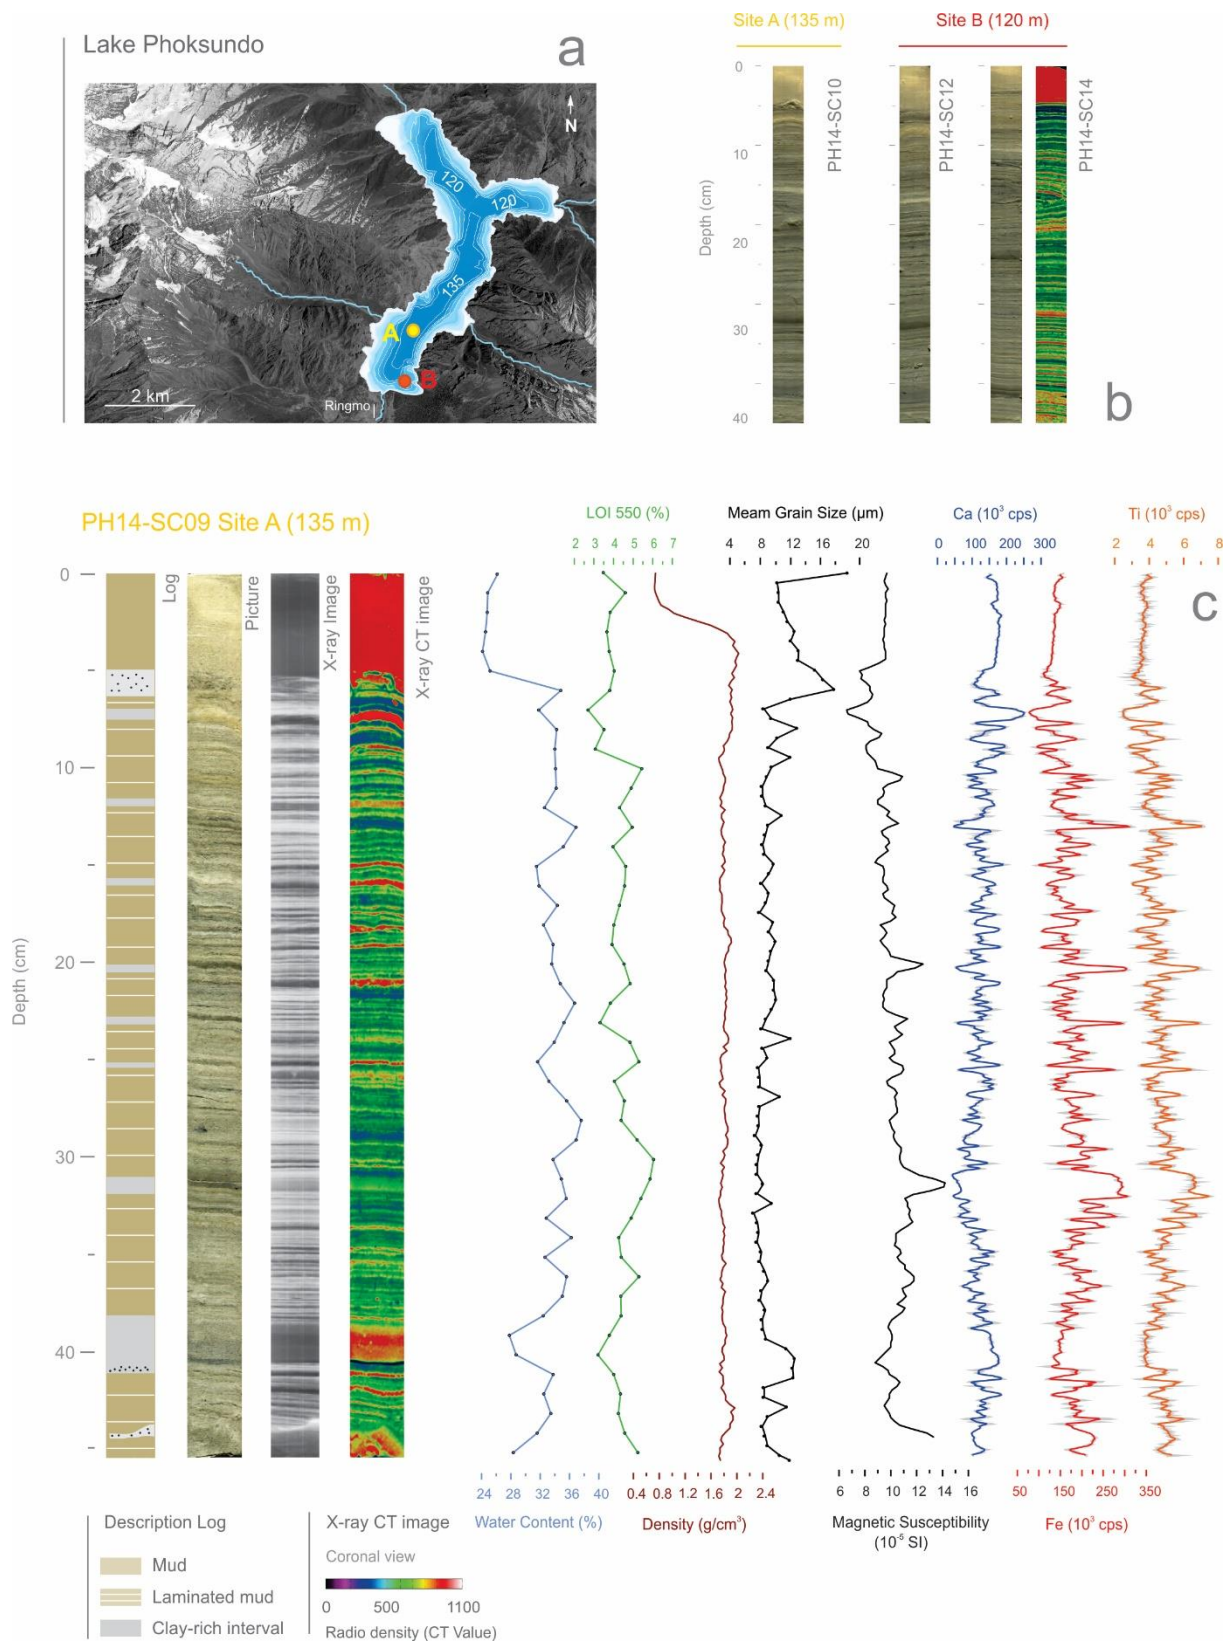 Lake Phoksundo
a
N
120
120
135
A
B
2 km
Ringmo
Site A (135 m)
Site B (120 m)
0
10
20
30
40
Depth (cm)
PH14-SC10
PH14-SC12
PH14-SC14
b
PH14-SC09 Site A (135 m)
LOI 550 (%)
2 3 4 5 6 7
Meam Grain Size (µm)
4 8 12 16 20
Ca (10³ cps)
0 100 200 300
Ti (10³ cps)
2 4 6 8
c
0
10
20
30
40
Depth (cm)
Log
Picture
X-ray Image
X-ray CT image
24 28 32 36 40
Water Content (%)
0.4 0.8 1.2 1.6 2 2.4
Density (g/cm³)
6 8 10 12 14 16
Magnetic Susceptibility
(10⁻⁵ SI)
50 150 250 350
Fe (10³ cps)
Description Log
Mud
Laminated mud
Clay-rich interval
X-ray CT image
Coronal view
0 500 1100
Radio density (CT Value)